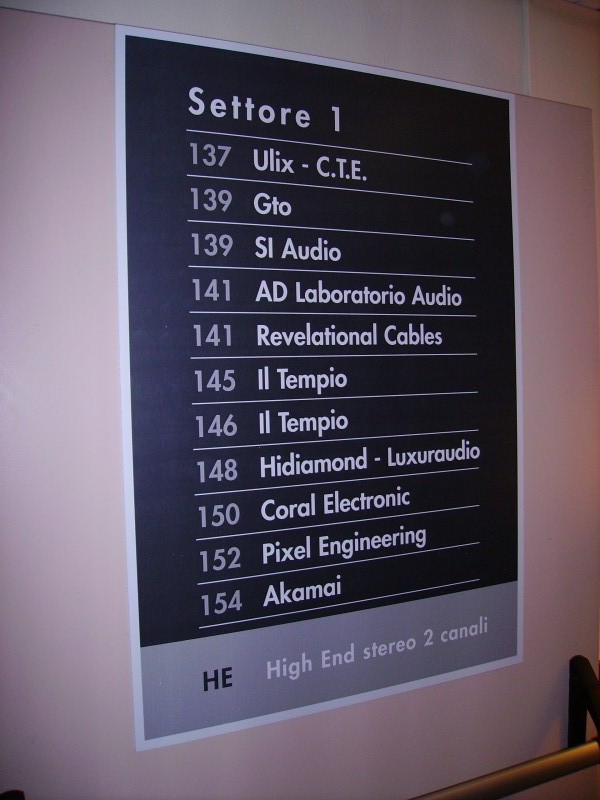 Settore 1
137 Ulix - C.T.E.
139 Gto
139 SI Audio
141 AD Laboratorio Audio
141 Revelational Cables
145 Il Tempio
146 Il Tempio
148 Hidiamond - Luxuraudio
150 Coral Electronic
152 Pixel Engineering
154 Akamai
HE High End stereo 2 canali